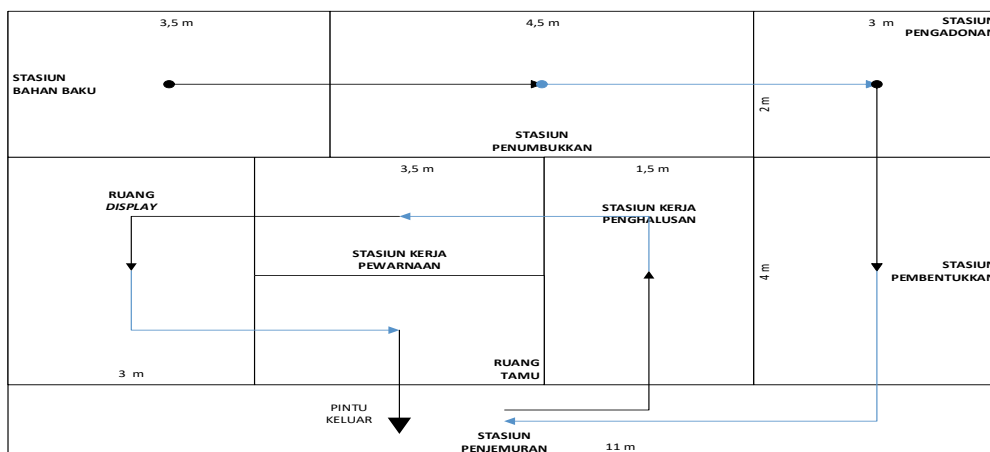 3,5 m
4,5 m
3 m
STASIUN
PENGADONAN
STASIUN
BAHAN BAKU
2 m
STASIUN
PENUMBUKKAN
3,5 m
1,5 m
RUANG
DISPLAY
STASIUN KERJA
PENGHALUSAN
STASIUN KERJA
PEWARNAAN
4 m
STASIUN
PEMBENTUKKAN
3 m
RUANG
TAMU
PINTU
KELUAR
STASIUN
PENJEMURAN
11 m